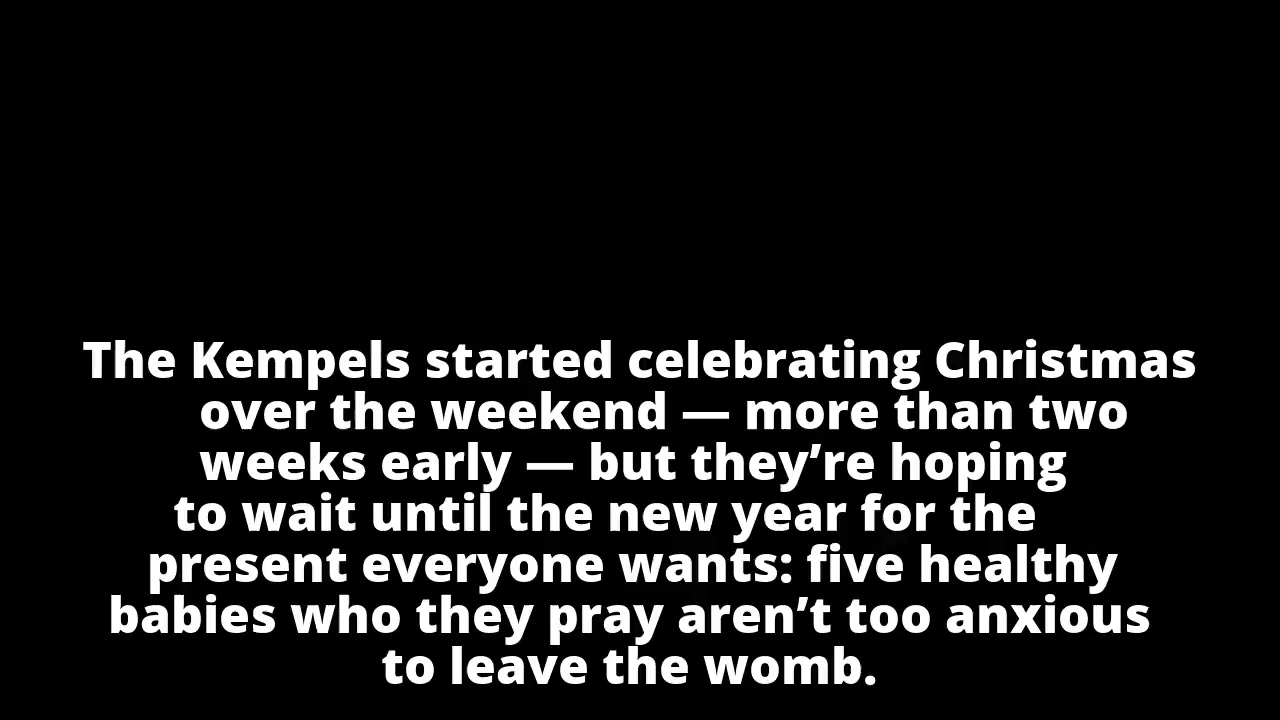 The Kempels started celebrating Christmas
over the weekend — more than two
weeks early — but they’re hoping
to wait until the new year for the
present everyone wants: five healthy
babies who they pray aren’t too anxious
to leave the womb.